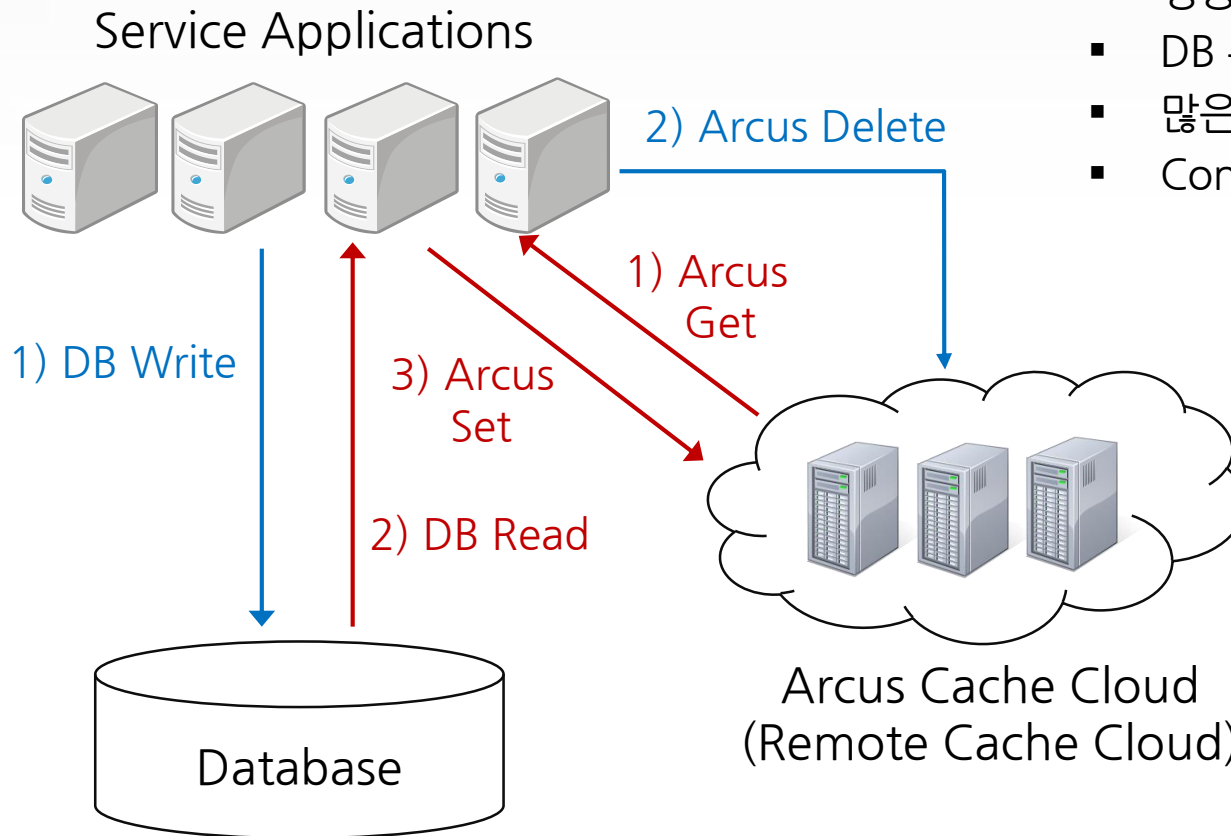 Service Applications
DB
많은
2) Arcus Delete
1) Arcus
Get
1) DB Write
3) Arcus
Set
2) DB Read
Arcus Cache Cloud
(Remote Cache Cloud)
Database